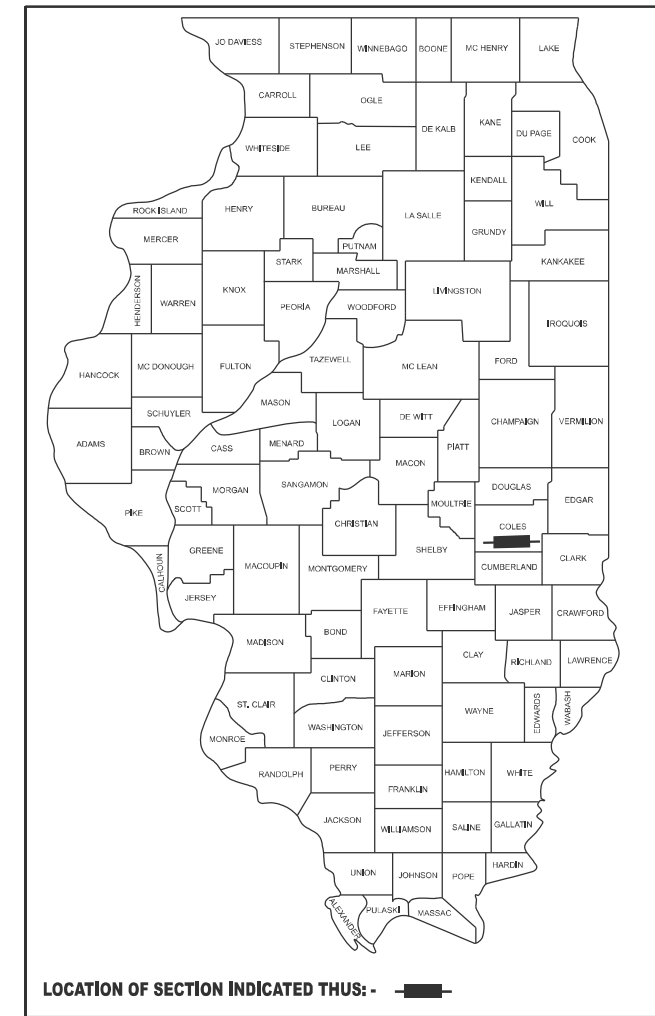 JO DAVIESS
STEPHENSON
WINNEBAGO
BOONE
MC HENRY
LAKE
CARROLL
OGLE
DE KALB
KANE
DU PAGE
COOK
WHITESIDE
LEE
KENDALL
WILL
ROCK ISLAND
HENRY
BUREAU
LA SALLE
GRUNDY
MERCER
PUTNAM
KANKAKEE
STARK
MARSHALL
HENDERSON
WARREN
KNOX
PEORIA
WOODFORD
LIVINGSTON
IROQUOIS
HANCOCK
MC DONOUGH
FULTON
TAZEWELL
MC LEAN
FORD
MASON
SCHUYLER
LOGAN
DE WITT
CHAMPAIGN
VERMILION
ADAMS
BROWN
CASS
MENARD
PIATT
MACON
PIKE
SCOTT
MORGAN
SANGAMON
CHRISTIAN
MOULTRIE
DOUGLAS
EDGAR
COLES
CALHOUN
GREENE
MACOUPIN
MONTGOMERY
SHELBY
CUMBERLAND
CLARK
JERSEY
FAYETTE
EFFINGHAM
JASPER
CRAWFORD
MADISON
BOND
CLAY
RICHLAND
LAWRENCE
CLINTON
MARION
ST. CLAIR
WASHINGTON
JEFFERSON
WAYNE
EDWARDS
WABASH
MONROE
RANDOLPH
PERRY
HAMILTON
WHITE
FRANKLIN
JACKSON
WILLIAMSON
SALINE
GALLATIN
HARDIN
UNION
JOHNSON
POPE
ALEXANDER
PULASKI
MASSAC
LOCATION OF SECTION INDICATED THUS: -